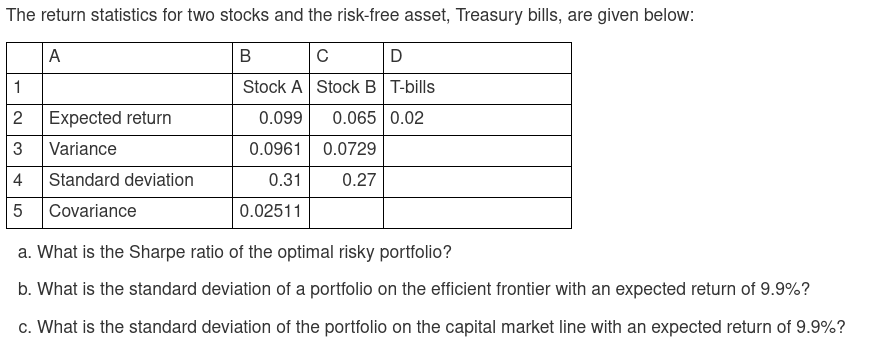 The return statistics for two stocks and the risk-free asset, Treasury bills, are given below:
A B C D
1 Stock A Stock B T-bills
2 Expected return 0.099 0.065 0.02
3 Variance 0.0961 0.0729
4 Standard deviation 0.31 0.27
5 Covariance 0.02511
a. What is the Sharpe ratio of the optimal risky portfolio?
b. What is the standard deviation of a portfolio on the efficient frontier with an expected return of 9.9%?
c. What is the standard deviation of the portfolio on the capital market line with an expected return of 9.9%?